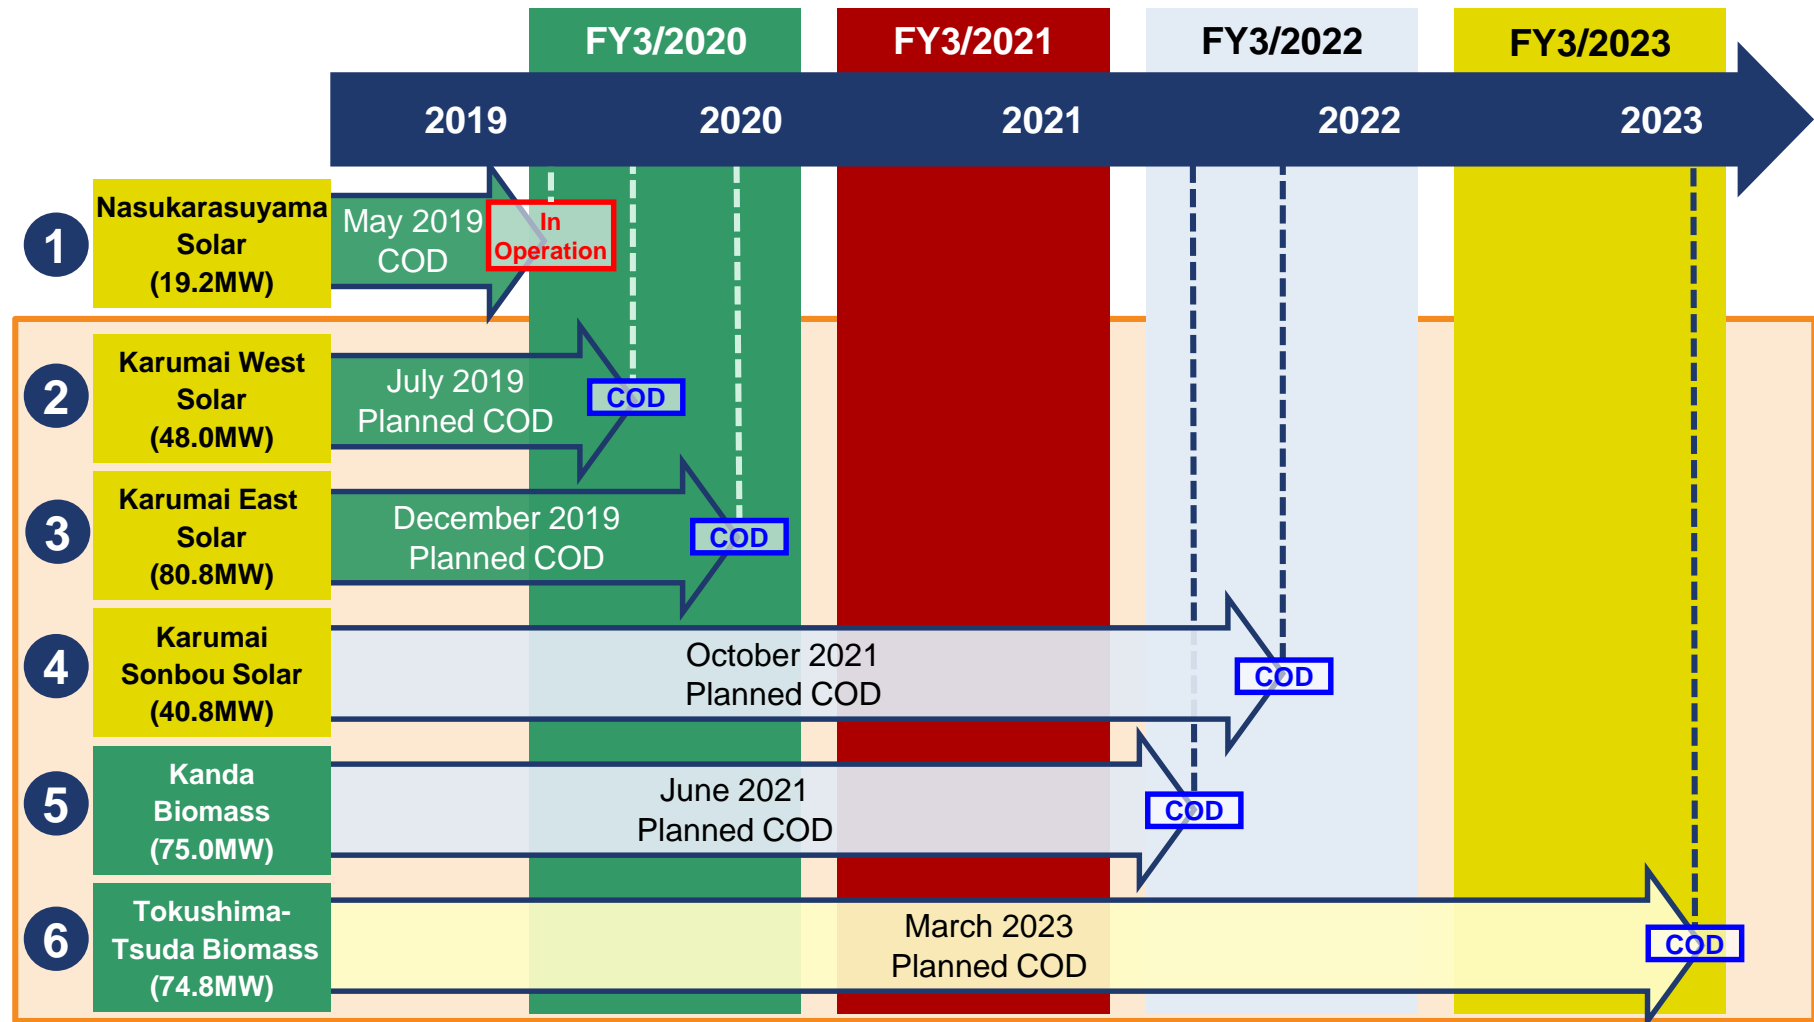 FY3/2020
FY3/2021
FY3/2022
FY3/2023
2019
2020
2021
2022
2023
1
Nasukarasuyama
Solar
(19.2MW)
May 2019
COD
In
Operation
2
Karumai West
Solar
(48.0MW)
July 2019
Planned COD
COD
3
Karumai East
Solar
(80.8MW)
December 2019
Planned COD
COD
4
Karumai
Sonbou Solar
(40.8MW)
October 2021
Planned COD
COD
5
Kanda
Biomass
(75.0MW)
June 2021
Planned COD
COD
6
Tokushima-
Tsuda Biomass
(74.8MW)
March 2023
Planned COD
COD